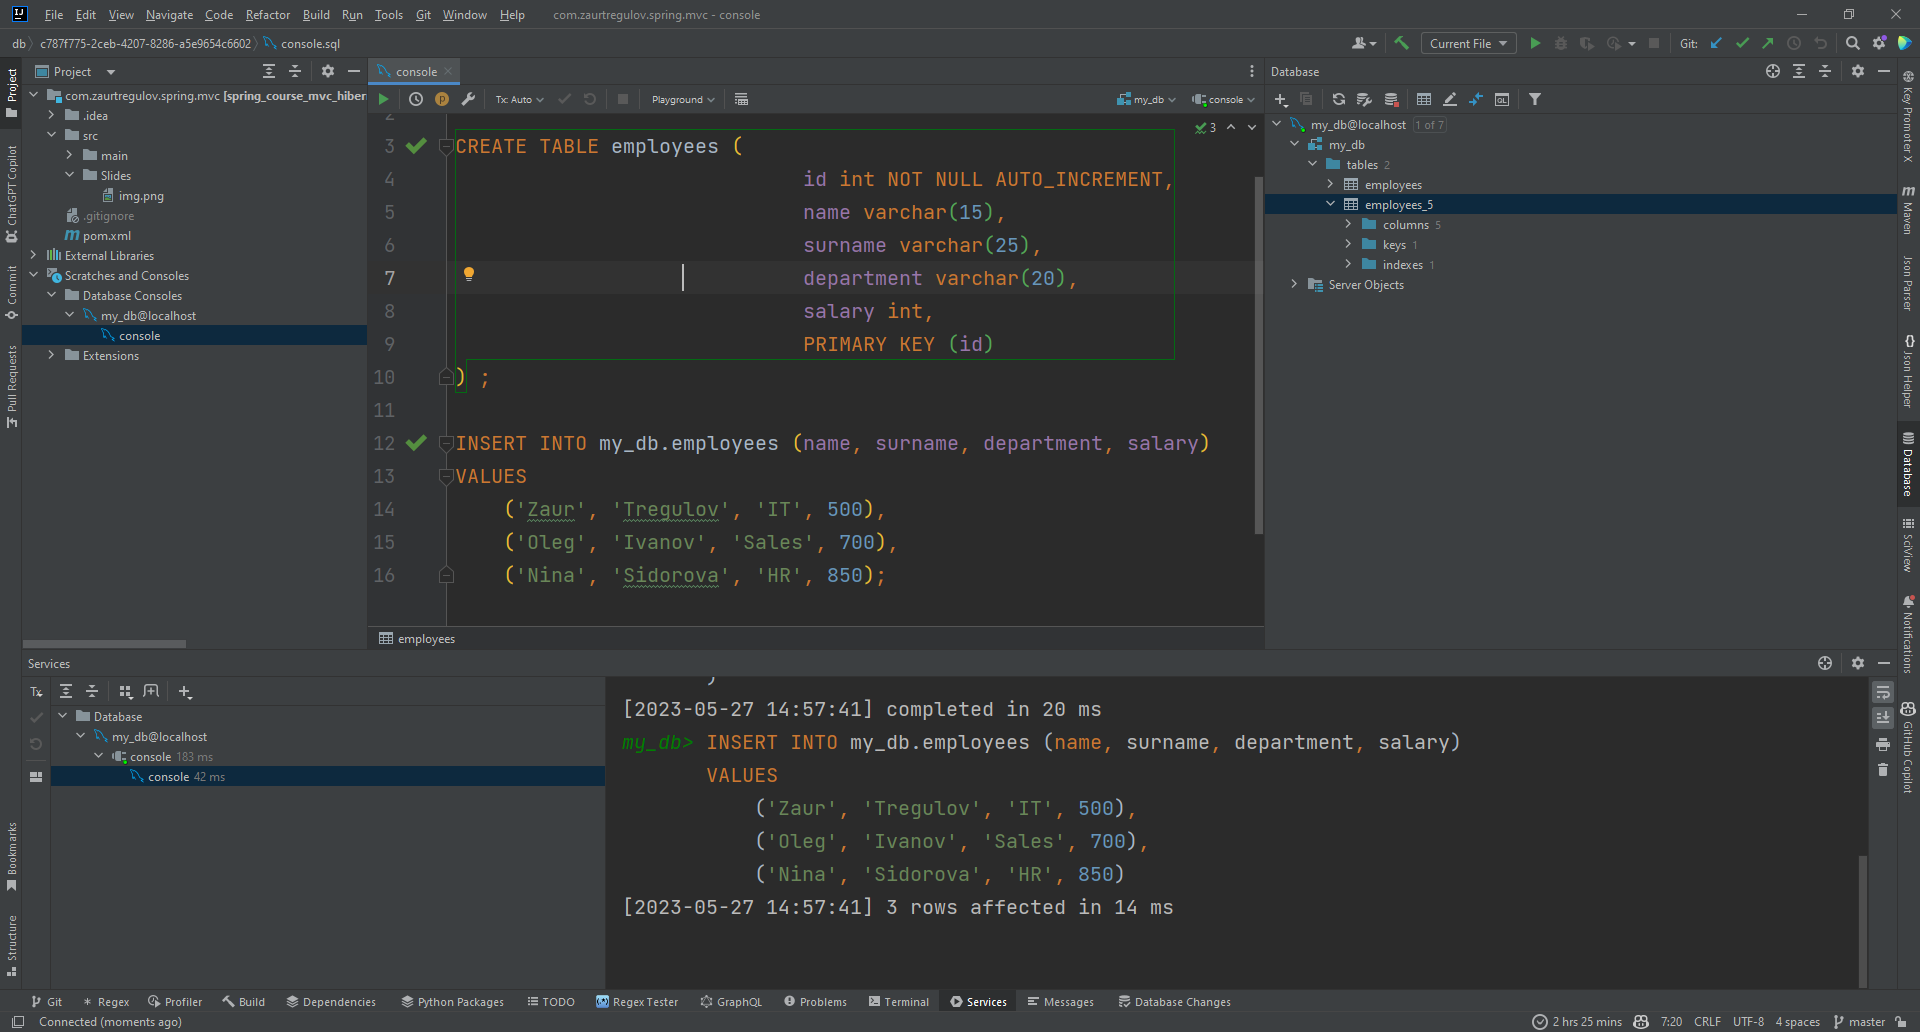 File Edit View Navigate Code Refactor Build Run Tools Git Window Help com.zaurtregulov.spring.mvc - console
db c787f775-2ceb-4207-8286-a5e9654c6602 console.sql
Current File
Git:
Project
console
Database
Tx: Auto
Playground
my_db
console
com.zaurtregulov.spring.mvc [spring_course_mvc_hiber
.idea
src
main
Slides
img.png
.gitignore
pom.xml
External Libraries
Scratches and Consoles
Database Consoles
my_db@localhost
console
Extensions
3
2
3 CREATE TABLE employees (
4 id int NOT NULL AUTO_INCREMENT,
5 name varchar(15),
6 surname varchar(25),
7 department varchar(20),
8 salary int,
9 PRIMARY KEY (id)
10 ) ;
11
12 INSERT INTO my_db.employees (name, surname, department, salary)
13 VALUES
14 ('Zaur', 'Tregulov', 'IT', 500),
15 ('Oleg', 'Ivanov', 'Sales', 700),
16 ('Nina', 'Sidorova', 'HR', 850);
employees
my_db@localhost 1 of 7
my_db
tables 2
employees
employees_5
columns 5
keys 1
indexes 1
Server Objects
Project
ChatGPT Copilot
Commit
Pull Requests
Bookmarks
Structure
Key Promoter X
Maven
Json Parser
Json Helper
Database
SciView
Notifications
GitHub Copilot
Services
Tx
Database
my_db@localhost
console 183 ms
console 42 ms
)
[2023-05-27 14:57:41] completed in 20 ms
my_db> INSERT INTO my_db.employees (name, surname, department, salary)
VALUES
('Zaur', 'Tregulov', 'IT', 500),
('Oleg', 'Ivanov', 'Sales', 700),
('Nina', 'Sidorova', 'HR', 850)
[2023-05-27 14:57:41] 3 rows affected in 14 ms
Git Regex Profiler Build Dependencies Python Packages TODO Regex Tester GraphQL Problems Terminal Services Messages Database Changes
Connected (moments ago) 2 hrs 25 mins 7:20 CRLF UTF-8 4 spaces master